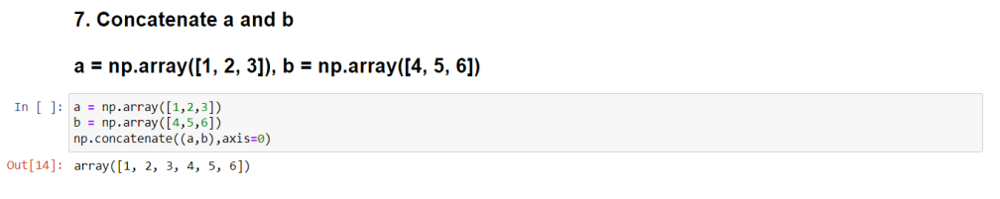 7. Concatenate a and b
a = np.array([1, 2, 3]), b = np.array([4, 5, 6])
In [ ]: a = np.array([1,2,3])
b = np.array([4,5,6])
np.concatenate((a,b),axis=0)
Out[14]: array([1, 2, 3, 4, 5, 6])